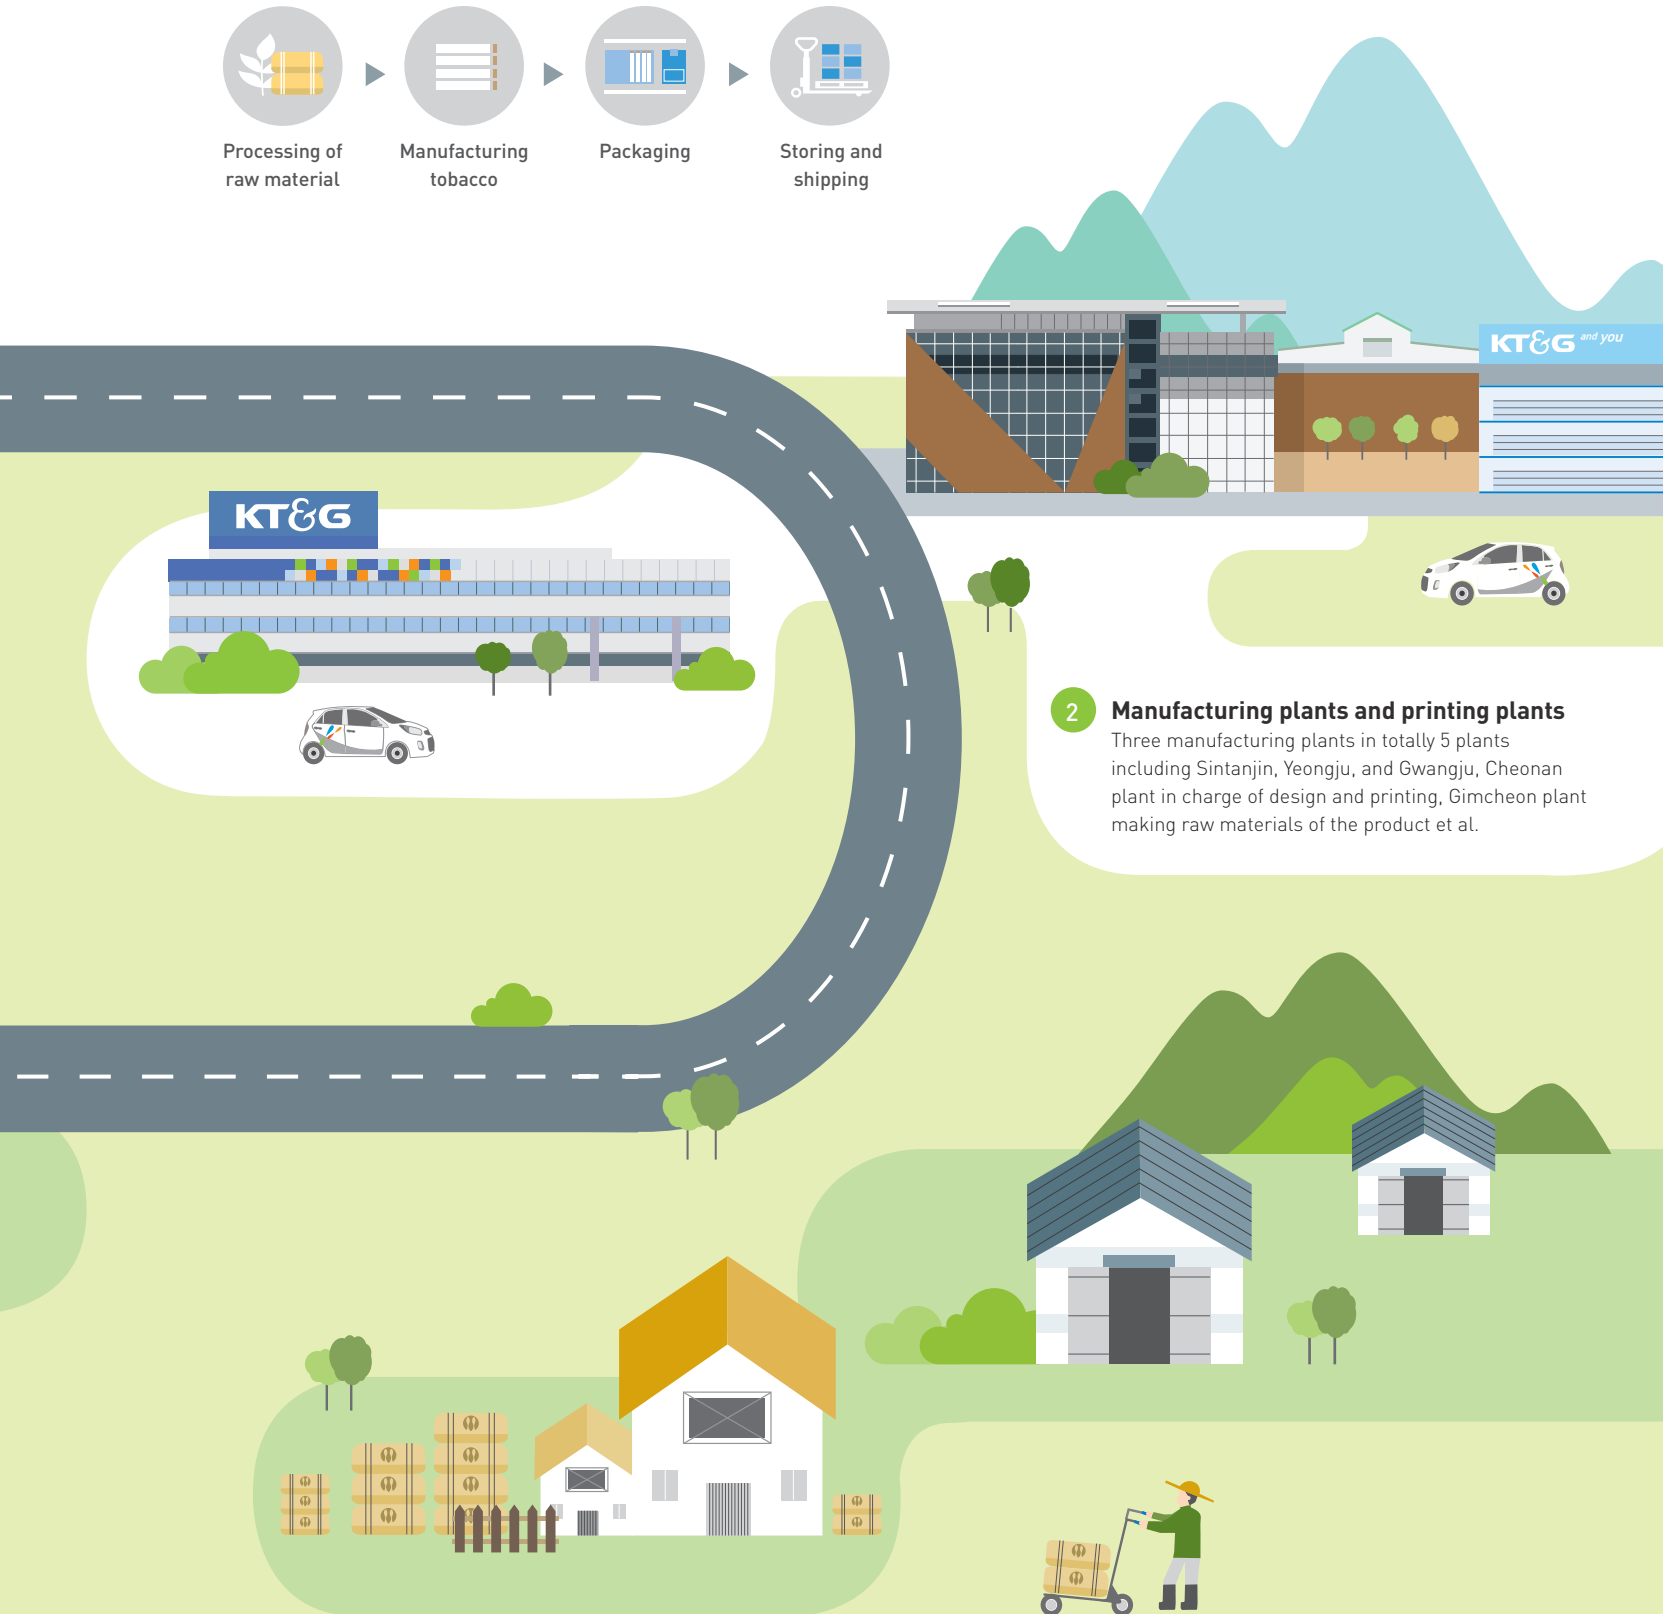 Processing of
raw material
Manufacturing
tobacco
Packaging
Storing and
shipping
KT&G and you
KT&G
2
Manufacturing plants and printing plants
Three manufacturing plants in totally 5 plants
including Sintanjin, Yeongju, and Gwangju, Cheonan
plant in charge of design and printing, Gimcheon plant
making raw materials of the product et al.